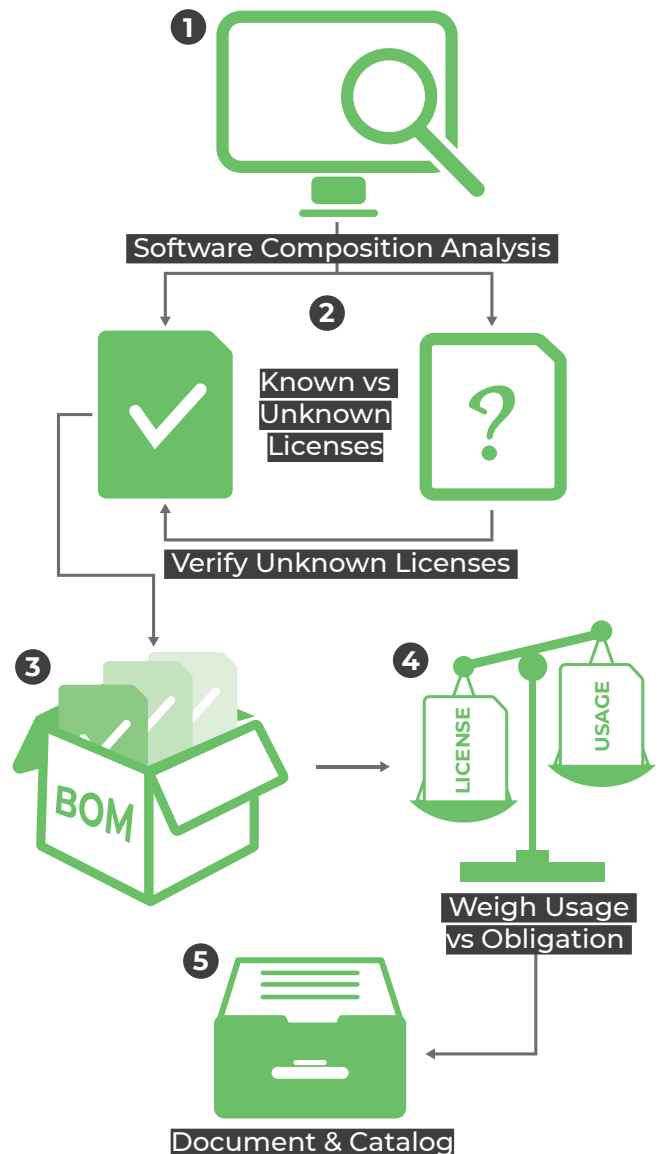 1
Software Composition Analysis
2
Known vs
Unknown
Licenses
?
Verify Unknown Licenses
3
BOM
4
LICENSE
USAGE
Weigh Usage
vs Obligation
5
Document & Catalog